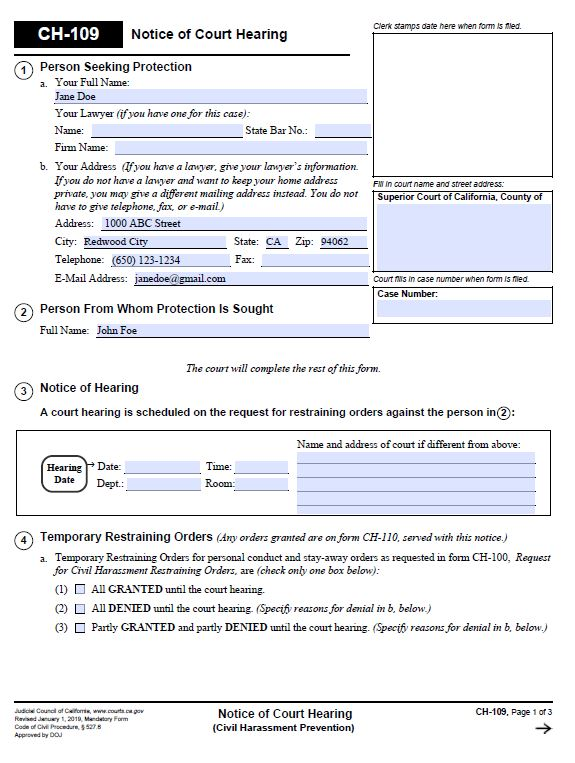 CH-109 Notice of Court Hearing
Clerk stamps date here when form is filed.
1 Person Seeking Protection
a. Your Full Name:
Jane Doe
Your Lawyer (if you have one for this case):
Name: State Bar No.:
Firm Name:
b. Your Address (If you have a lawyer, give your lawyer's information.
If you do not have a lawyer and want to keep your home address
private, you may give a different mailing address instead. You do not
have to give telephone, fax, or e-mail.)
Address: 1000 ABC Street
City: Redwood City State: CA Zip: 94062
Telephone: (650) 123-1234 Fax:
E-Mail Address: janedoe@gmail.com
Fill in court name and street address:
Superior Court of California, County of
Court fills in case number when form is filed.
Case Number:
2 Person From Whom Protection Is Sought
Full Name: John Foe
The court will complete the rest of this form.
3 Notice of Hearing
A court hearing is scheduled on the request for restraining orders against the person in 2:
Hearing
Date
→ Date: Time:
Dept.: Room:
Name and address of court if different from above:
4 Temporary Restraining Orders (Any orders granted are on form CH-110, served with this notice.)
a. Temporary Restraining Orders for personal conduct and stay-away orders as requested in form CH-100, Request
for Civil Harassment Restraining Orders, are (check only one box below):
(1) ☐ All GRANTED until the court hearing.
(2) ☐ All DENIED until the court hearing. (Specify reasons for denial in b, below.)
(3) ☐ Partly GRANTED and partly DENIED until the court hearing. (Specify reasons for denial in b, below.)
Judicial Council of California, www.courts.ca.gov
Revised January 1, 2019, Mandatory Form
Code of Civil Procedure, § 527.6
Approved by DOJ
Notice of Court Hearing
(Civil Harassment Prevention)
CH-109, Page 1 of 3
→